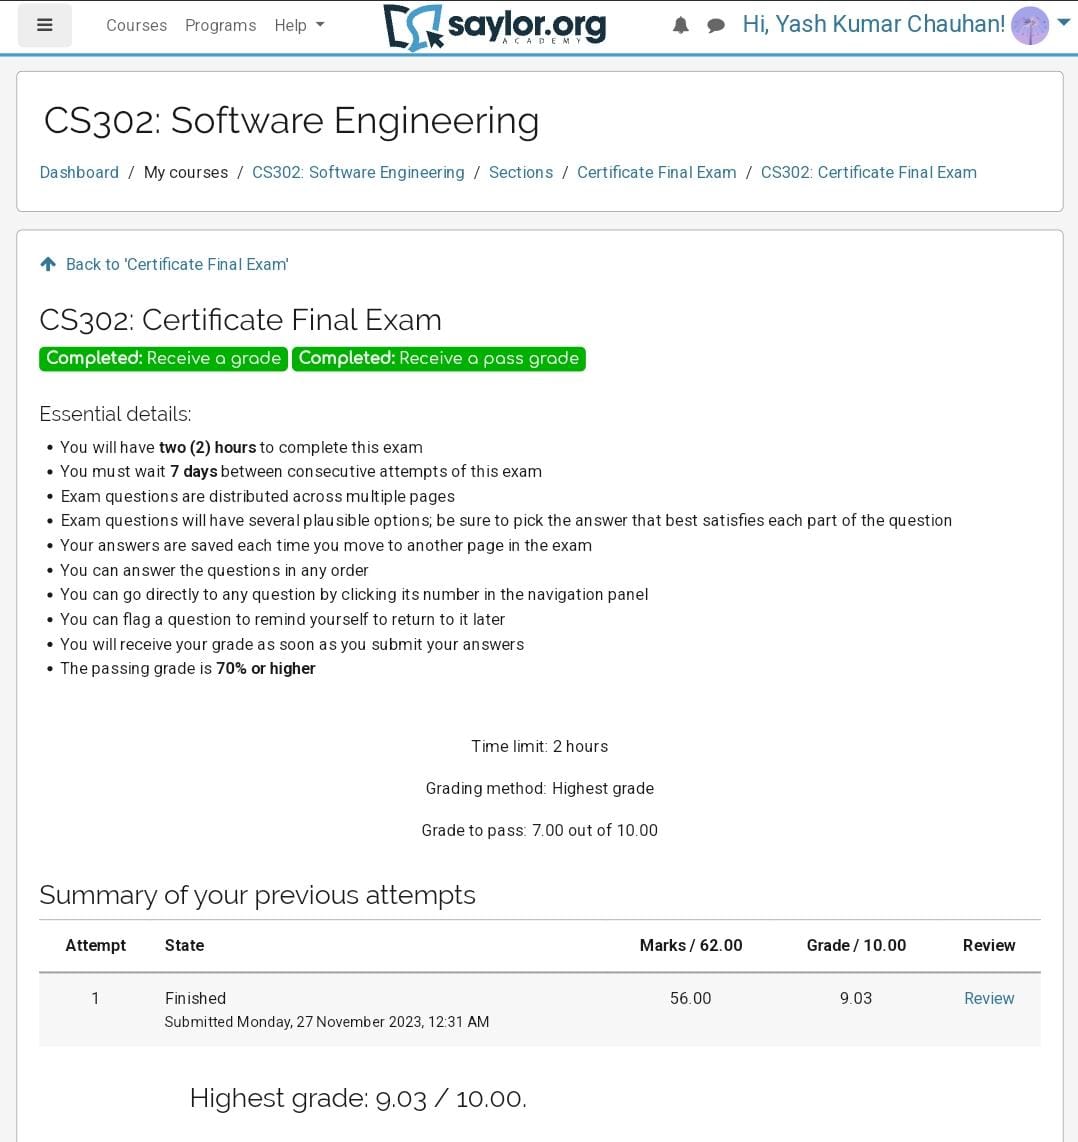 Courses Programs Help saylor.org ACADEMY Hi, Yash Kumar Chauhan!
CS302: Software Engineering
Dashboard / My courses / CS302: Software Engineering / Sections / Certificate Final Exam / CS302: Certificate Final Exam
Back to 'Certificate Final Exam'
CS302: Certificate Final Exam
Completed: Receive a grade Completed: Receive a pass grade
Essential details:
• You will have two (2) hours to complete this exam
• You must wait 7 days between consecutive attempts of this exam
• Exam questions are distributed across multiple pages
• Exam questions will have several plausible options; be sure to pick the answer that best satisfies each part of the question
• Your answers are saved each time you move to another page in the exam
• You can answer the questions in any order
• You can go directly to any question by clicking its number in the navigation panel
• You can flag a question to remind yourself to return to it later
• You will receive your grade as soon as you submit your answers
• The passing grade is 70% or higher
Time limit: 2 hours
Grading method: Highest grade
Grade to pass: 7.00 out of 10.00
Summary of your previous attempts
Attempt State Marks / 62.00 Grade / 10.00 Review
1 Finished 56.00 9.03 Review
Submitted Monday, 27 November 2023, 12:31 AM
Highest grade: 9.03 / 10.00.